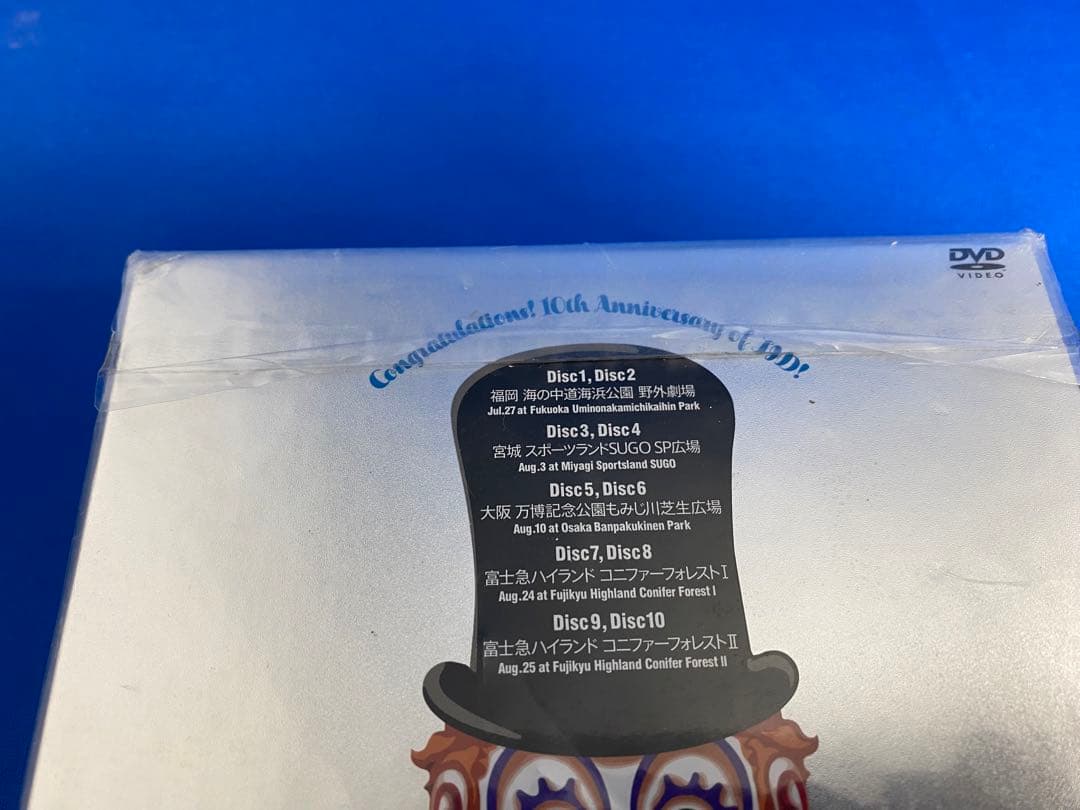 DVD
VIDEO
Congratulations! 10th Anniversary of JMD!
Disc1, Disc2
福岡 海の中道海浜公園 野外劇場
Jul.27 at Fukuoka Uminonakamichikaihin Park
Disc3, Disc4
宮城 スポーツランドSUGO SP広場
Aug.3 at Miyagi Sportsland SUGO
Disc5, Disc6
大阪 万博記念公園もみじ川芝生広場
Aug.10 at Osaka Banpakukinen Park
Disc7, Disc8
富士急ハイランド コニファーフォレストI
Aug.24 at Fujikyu Highland Conifer Forest I
Disc9, Disc10
富士急ハイランド コニファーフォレストII
Aug.25 at Fujikyu Highland Conifer Forest II